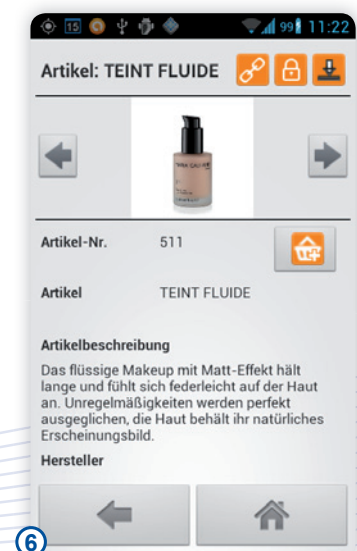 15 99 11:22
Artikel: TEINT FLUIDE
Artikel-Nr. 511
Artikel TEINT FLUIDE
Artikelbeschreibung
Das flüssige Makeup mit Matt-Effekt hält
lange und fühlt sich federleicht auf der Haut
an. Unregelmäßigkeiten werden perfekt
ausgeglichen, die Haut behält ihr natürliches
Erscheinungsbild.
Hersteller
6